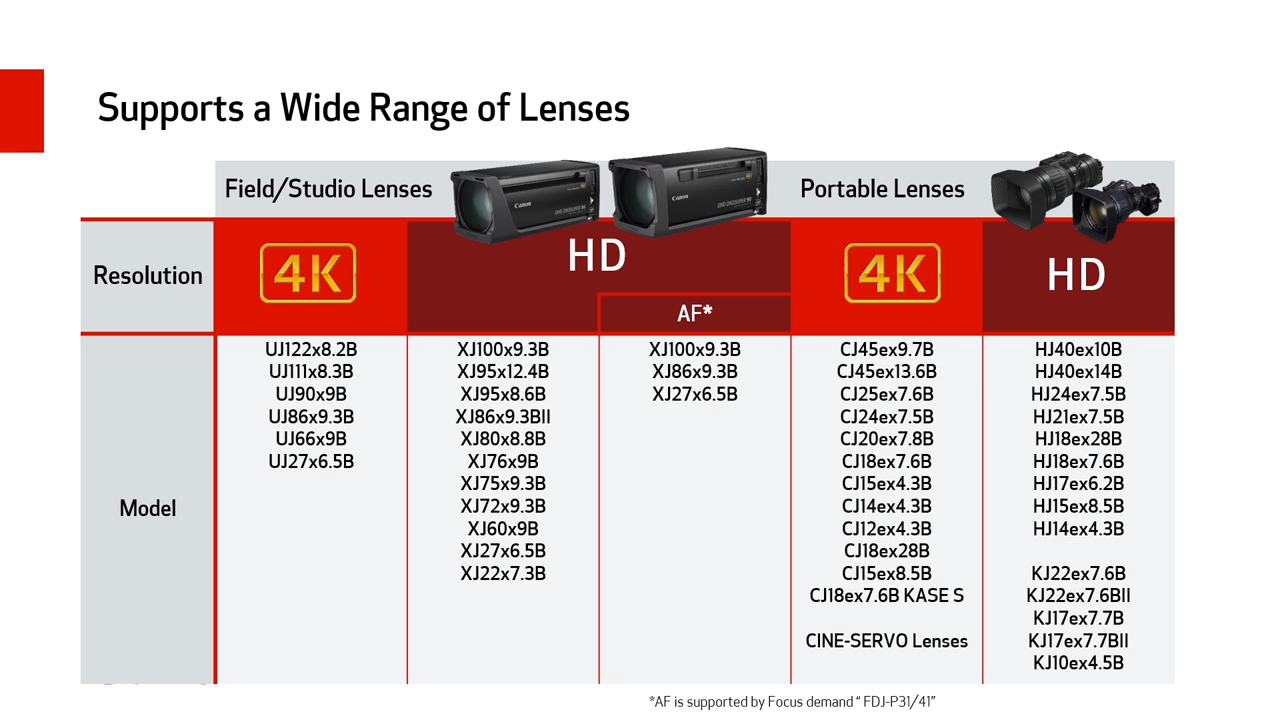 Supports a Wide Range of Lenses
Field/Studio Lenses
Canon
Canon
Portable Lenses
Resolution
4K
HD
AF*
4K
HD
Model
UJ122x8.2B
UJ111x8.3B
UJ90x9B
UJ86x9.3B
UJ66x9B
UJ27x6.5B
XJ100x9.3B
XJ95x12.4B
XJ95x8.6B
XJ86x9.3BII
XJ80x8.8B
XJ76x9B
XJ75x9.3B
XJ72x9.3B
XJ60x9B
XJ27x6.5B
XJ22x7.3B
XJ100x9.3B
XJ86x9.3B
XJ27x6.5B
CJ45ex9.7B
CJ45ex13.6B
CJ25ex7.6B
CJ24ex7.5B
CJ20ex7.8B
CJ18ex7.6B
CJ15ex4.3B
CJ14ex4.3B
CJ12ex4.3B
CJ18ex28B
CJ15ex8.5B
CJ18ex7.6B KASE S
CINE-SERVO Lenses
HJ40ex10B
HJ40ex14B
HJ24ex7.5B
HJ21ex7.5B
HJ18ex28B
HJ18ex7.6B
HJ17ex6.2B
HJ15ex8.5B
HJ14ex4.3B
KJ22ex7.6B
KJ22ex7.6BII
KJ17ex7.7B
KJ17ex7.7BII
KJ10ex4.5B
*AF is supported by Focus demand “ FDJ-P31/41”